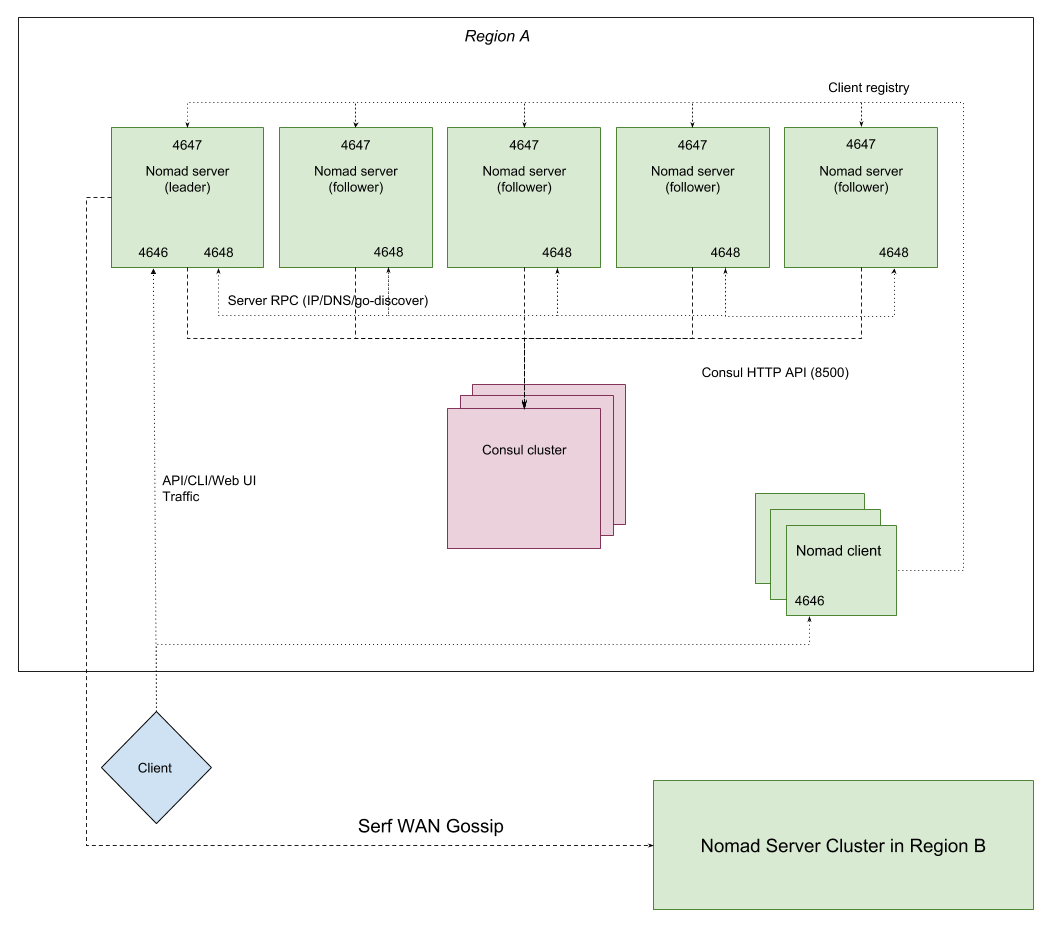 Region A
Client registry
4647
4647
4647
4647
4647
Nomad server
(leader)
Nomad server
(follower)
Nomad server
(follower)
Nomad server
(follower)
Nomad server
(follower)
4646
4648
4648
4648
4648
4648
Server RPC (IP/DNS/go-discover)
Consul HTTP API (8500)
Consul cluster
API/CLI/Web UI
Traffic
Nomad client
4646
Client
Serf WAN Gossip
Nomad Server Cluster in Region B